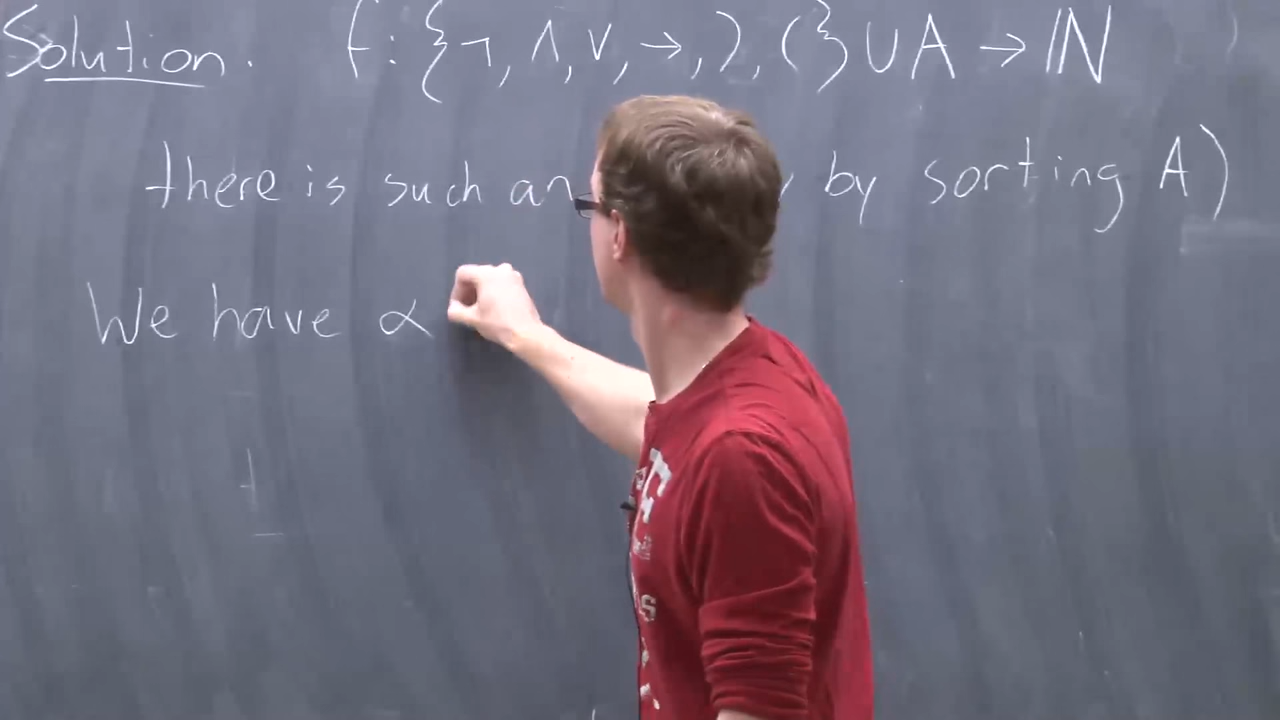 Solution. f: {¬, ∧, ∨, →, ), (} ∪ A → ℕ
there is such an by sorting A)
We have α